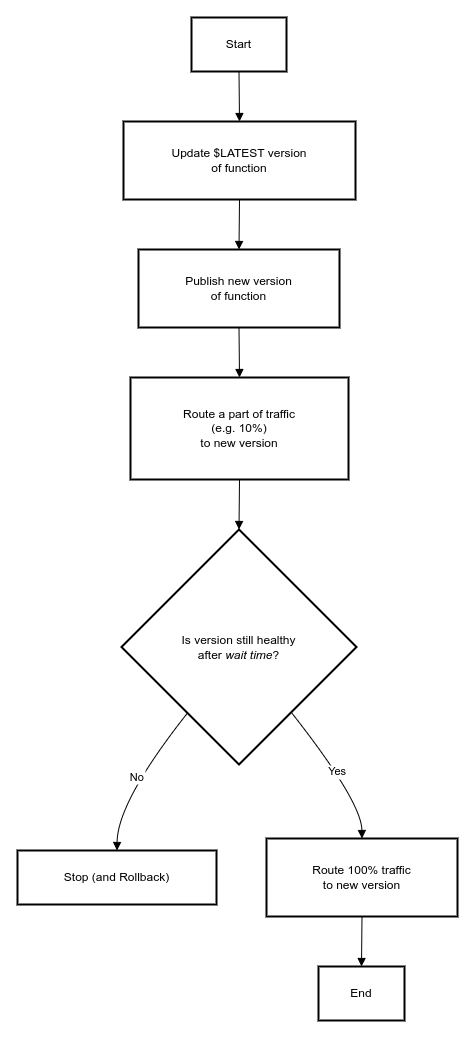 Start
Update $LATEST version
of function
Publish new version
of function
Route a part of traffic
(e.g. 10%)
to new version
Is version still healthy
after wait time?
No
Yes
Stop (and Rollback)
Route 100% traffic
to new version
End